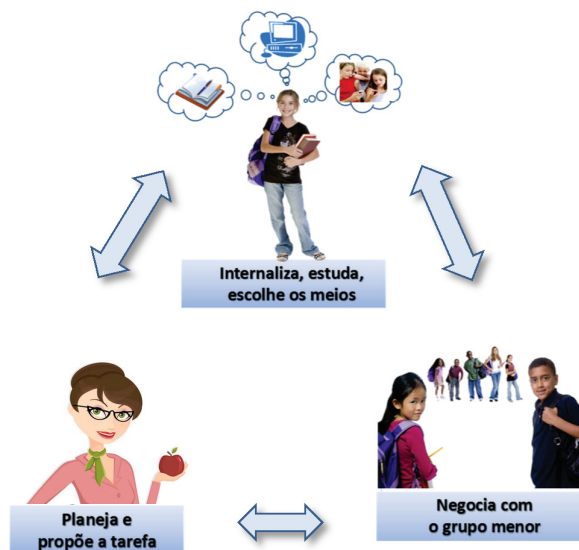 Internaliza, estuda,
escolhe os meios
Planeja e
propõe a tarefa
Negocia com
o grupo menor